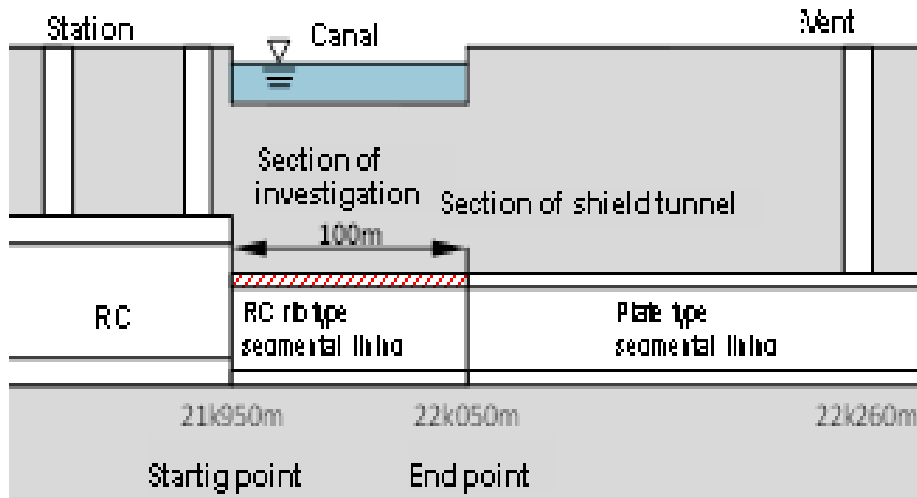 Station
Canal
Vent
Section of
investigation
Section of shield tunnel
100m
RC
RC rib type
segmental lining
Plate type
segmental lining
21k950m
22k050m
22k260m
Startig point
End point